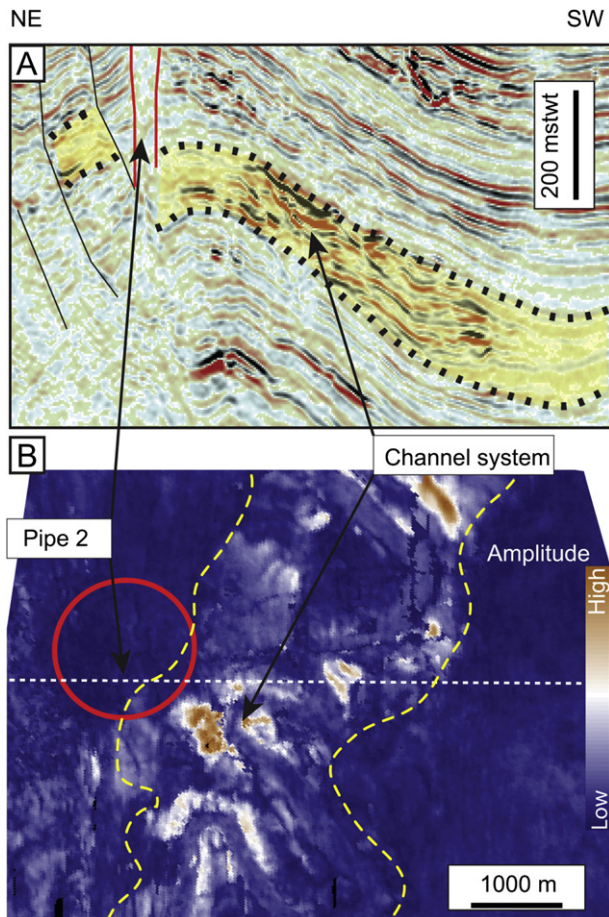 NE
SW
A
200 mstwt
B
Channel system
Pipe 2
Amplitude
High
Low
1000 m